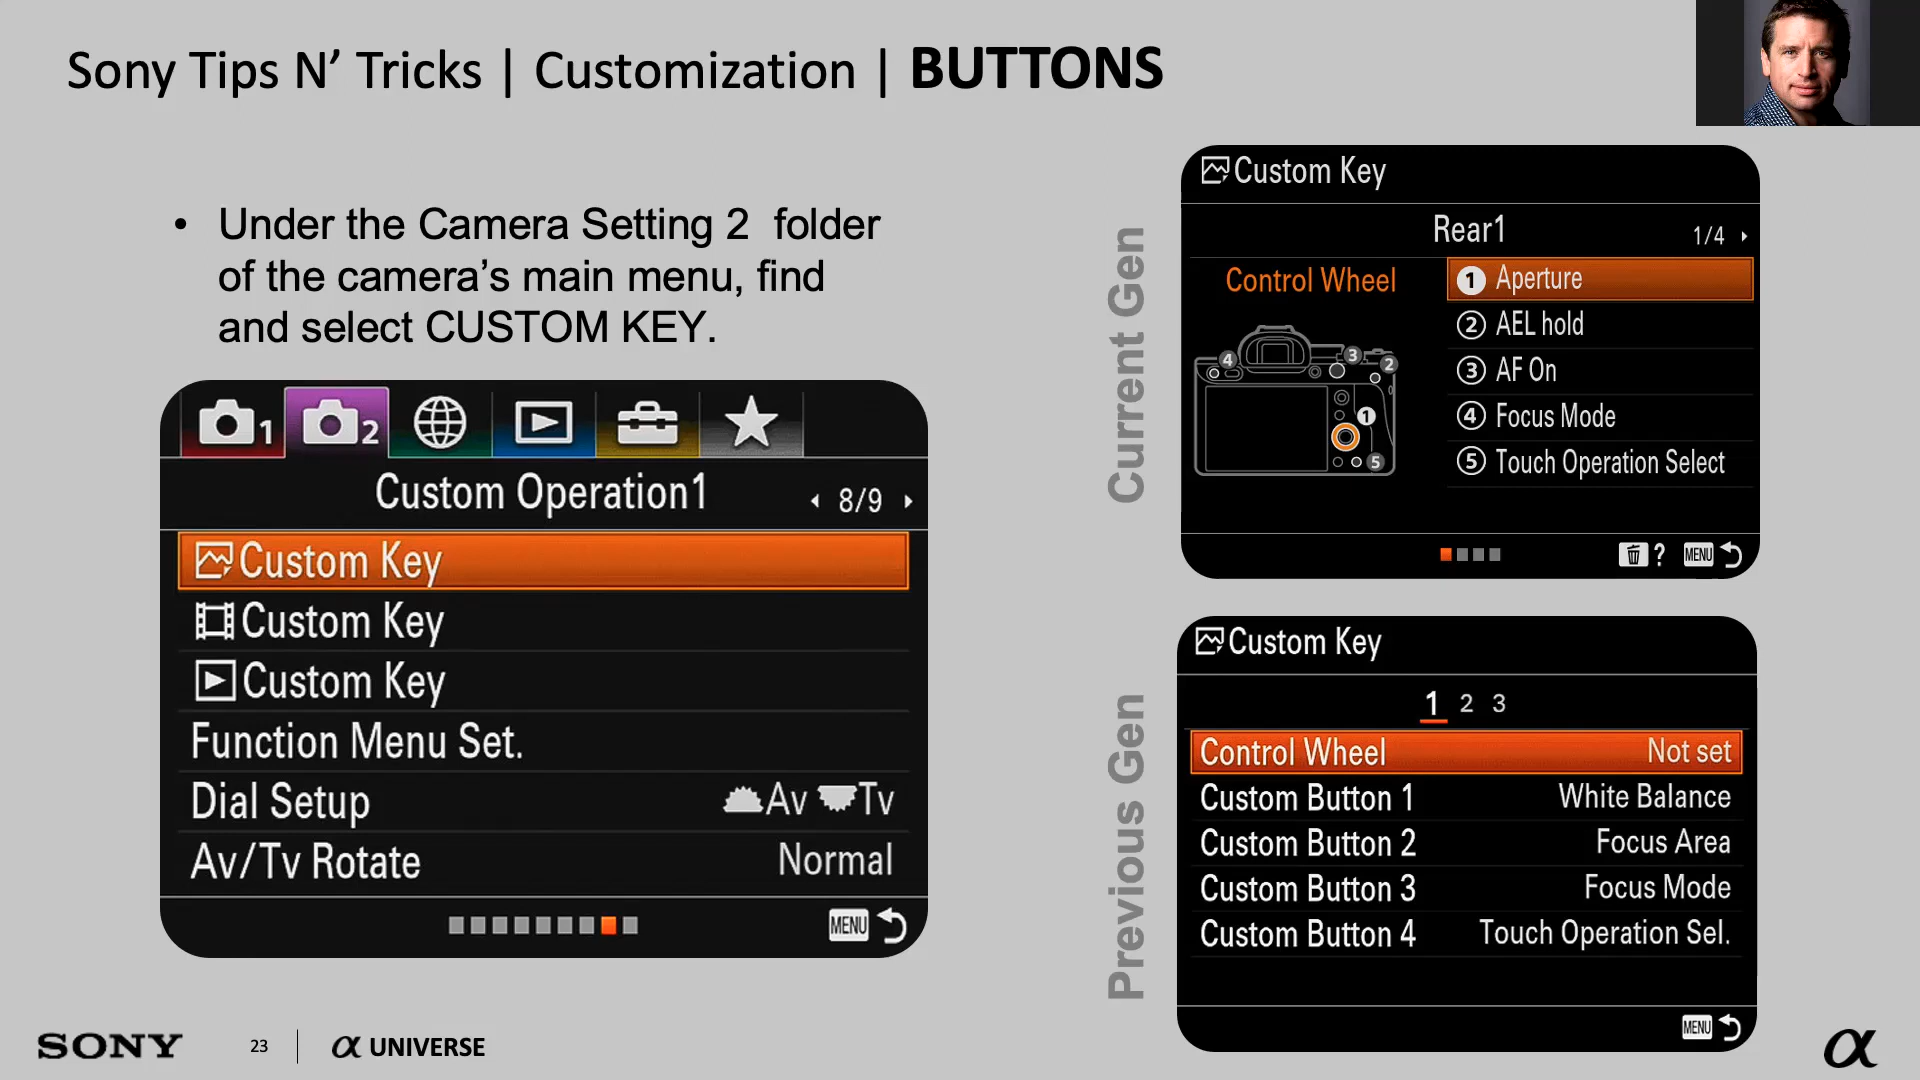 Sony Tips N’ Tricks | Customization | BUTTONS
• Under the Camera Setting 2 folder
of the camera’s main menu, find
and select CUSTOM KEY.
1 2
Custom Operation1 8/9
Custom Key
Custom Key
Custom Key
Function Menu Set.
Dial Setup Av Tv
Av/Tv Rotate Normal
MENU
Current Gen
Custom Key
Rear1 1/4
Control Wheel
1 Aperture
2 AEL hold
3 AF On
4 Focus Mode
5 Touch Operation Select
4 3 2
1
5
? MENU
Previous Gen
Custom Key
1 2 3
Control Wheel Not set
Custom Button 1 White Balance
Custom Button 2 Focus Area
Custom Button 3 Focus Mode
Custom Button 4 Touch Operation Sel.
MENU
SONY 23 α UNIVERSE
α